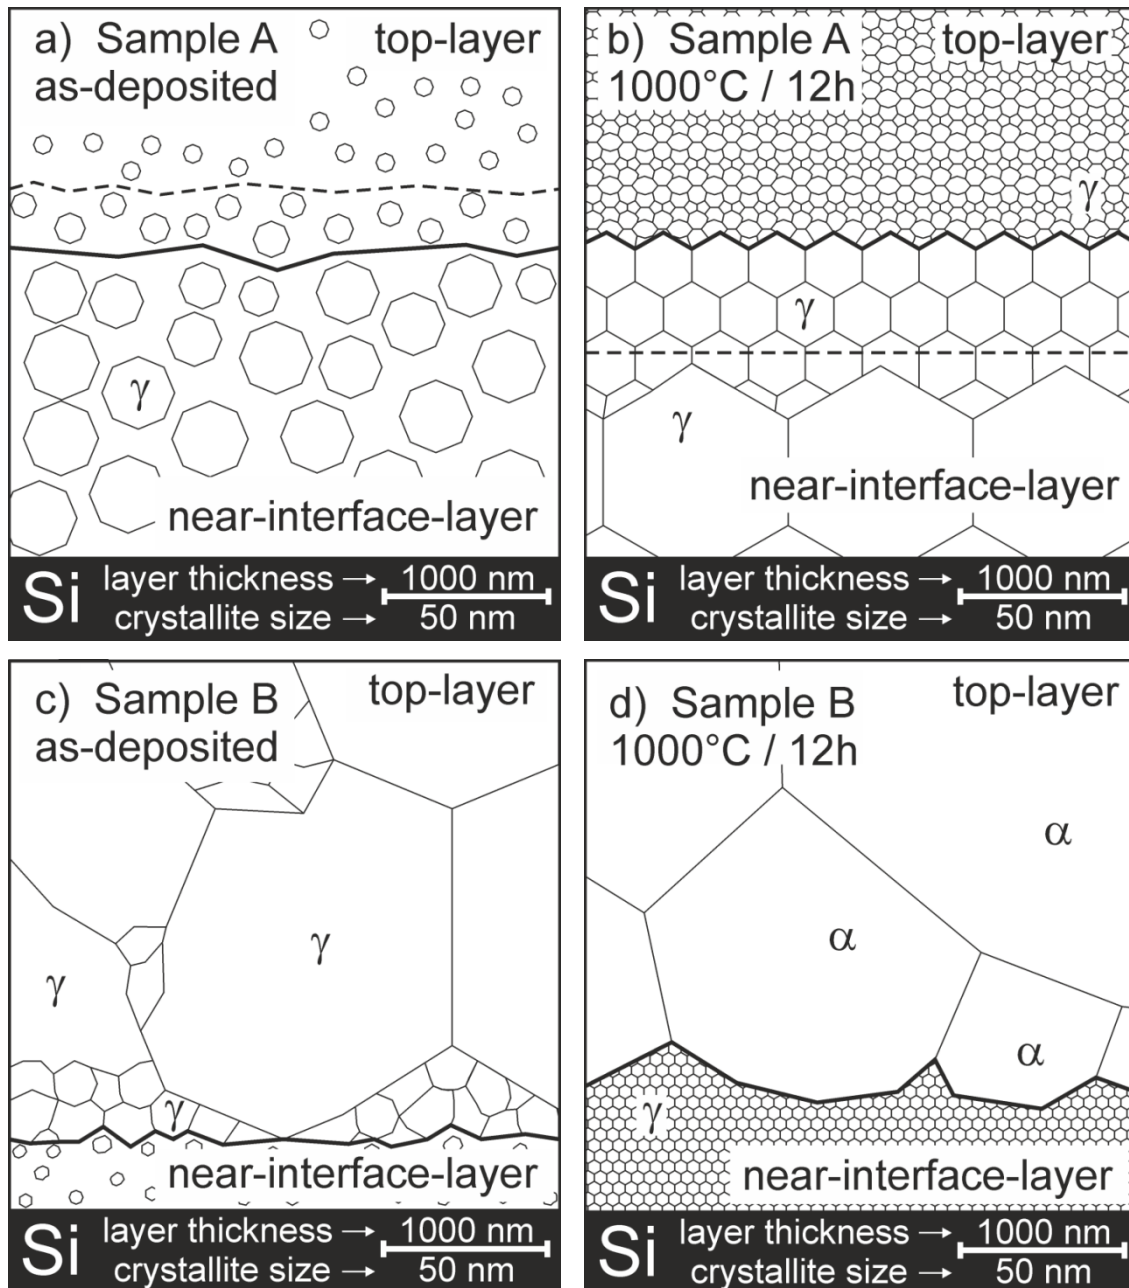 a) Sample A
as-deposited
top-layer
γ
near-interface-layer
Si
layer thickness → 1000 nm
crystallite size → 50 nm
b) Sample A
1000°C / 12h
top-layer
γ
γ
γ
near-interface-layer
Si
layer thickness → 1000 nm
crystallite size → 50 nm
c) Sample B
as-deposited
top-layer
γ
γ
γ
near-interface-layer
Si
layer thickness → 1000 nm
crystallite size → 50 nm
d) Sample B
1000°C / 12h
top-layer
α
α
α
γ
near-interface-layer
Si
layer thickness → 1000 nm
crystallite size → 50 nm